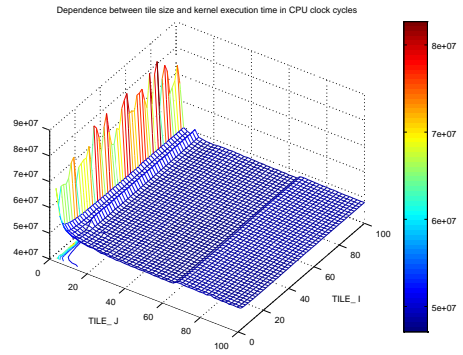 Dependence between tile size and kernel execution time in CPU clock cycles
9e+07
8e+07
7e+07
6e+07
5e+07
4e+07
0
20
40
60
80
100
TILE_ J
0
20
40
60
80
100
TILE_ I
8e+07
7e+07
6e+07
5e+07